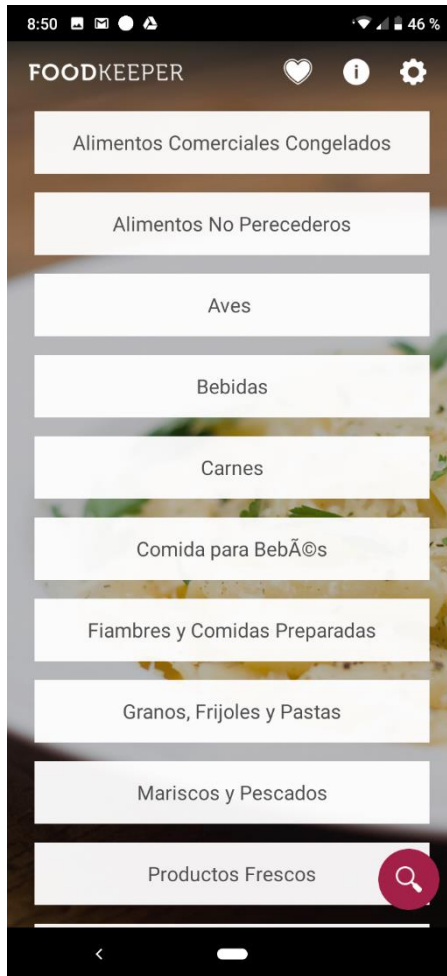 8:50 46 %
FOODKEEPER
Alimentos Comerciales Congelados
Alimentos No Perecederos
Aves
Bebidas
Carnes
Comida para BebÃ©s
Fiambres y Comidas Preparadas
Granos, Frijoles y Pastas
Mariscos y Pescados
Productos Frescos